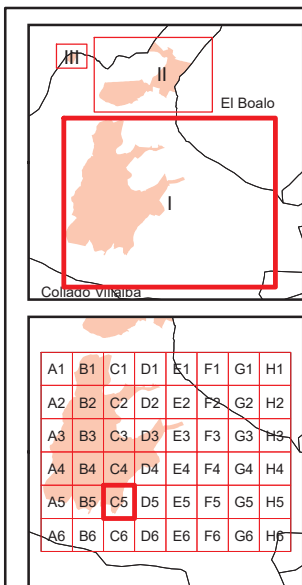 III
II
El Boalo
I
Collado Villalba
A1 B1 C1 D1 E1 F1 G1 H1
A2 B2 C2 D2 E2 F2 G2 H2
A3 B3 C3 D3 E3 F3 G3 H3
A4 B4 C4 D4 E4 F4 G4 H4
A5 B5 C5 D5 E5 F5 G5 H5
A6 B6 C6 D6 E6 F6 G6 H6